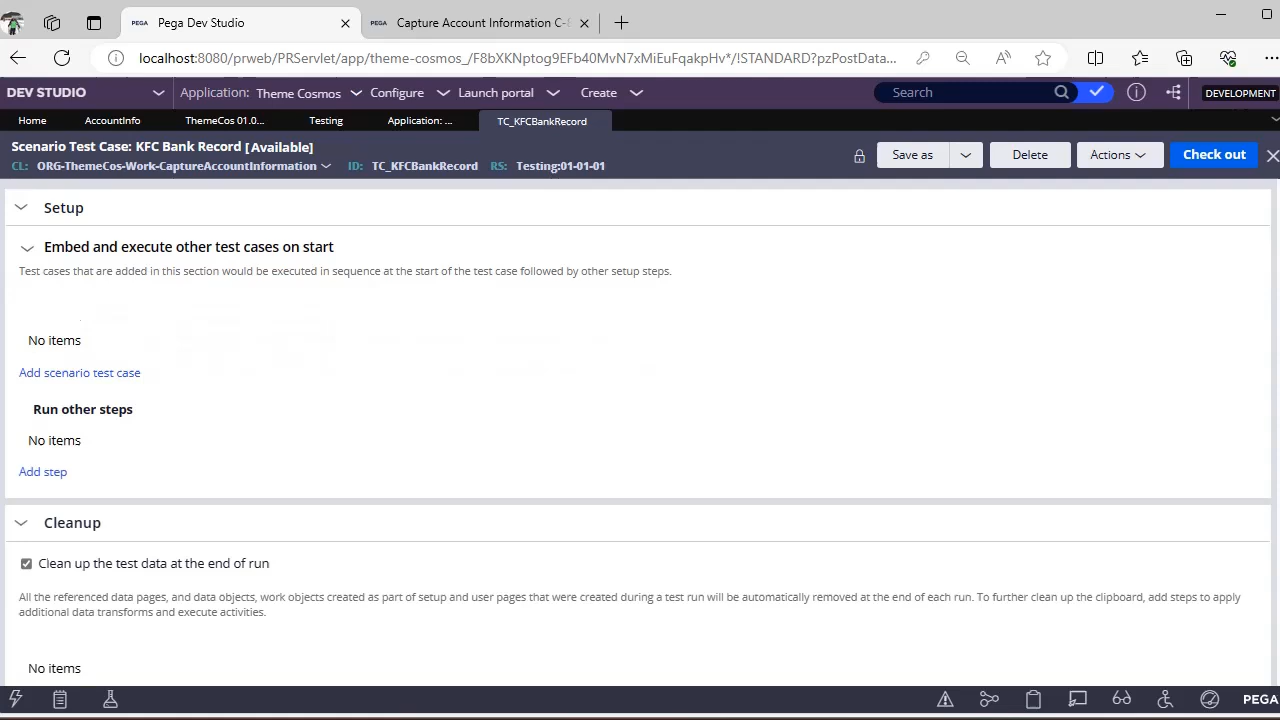 PEGA Pega Dev Studio
PEGA Capture Account Information C-
localhost:8080/prweb/PRServlet/app/theme-cosmos_/F8bXKNptog9EFb40MvN7xMiEuFqakpHv*/!STANDARD?pzPostData...
DEV STUDIO Application: Theme Cosmos Configure Launch portal Create Search DEVELOPMENT
Home AccountInfo ThemeCos 01.0... Testing Application: ... TC_KFCBankRecord
Scenario Test Case: KFC Bank Record [Available]
CL: ORG-ThemeCos-Work-CaptureAccountInformation ID: TC_KFCBankRecord RS: Testing:01-01-01
Save as Delete Actions Check out
Setup
Embed and execute other test cases on start
Test cases that are added in this section would be executed in sequence at the start of the test case followed by other setup steps.
No items
Add scenario test case
Run other steps
No items
Add step
Cleanup
Clean up the test data at the end of run
All the referenced data pages, and data objects, work objects created as part of setup and user pages that were created during a test run will be automatically removed at the end of each run. To further clean up the clipboard, add steps to apply
additional data transforms and execute activities.
No items
PEGA